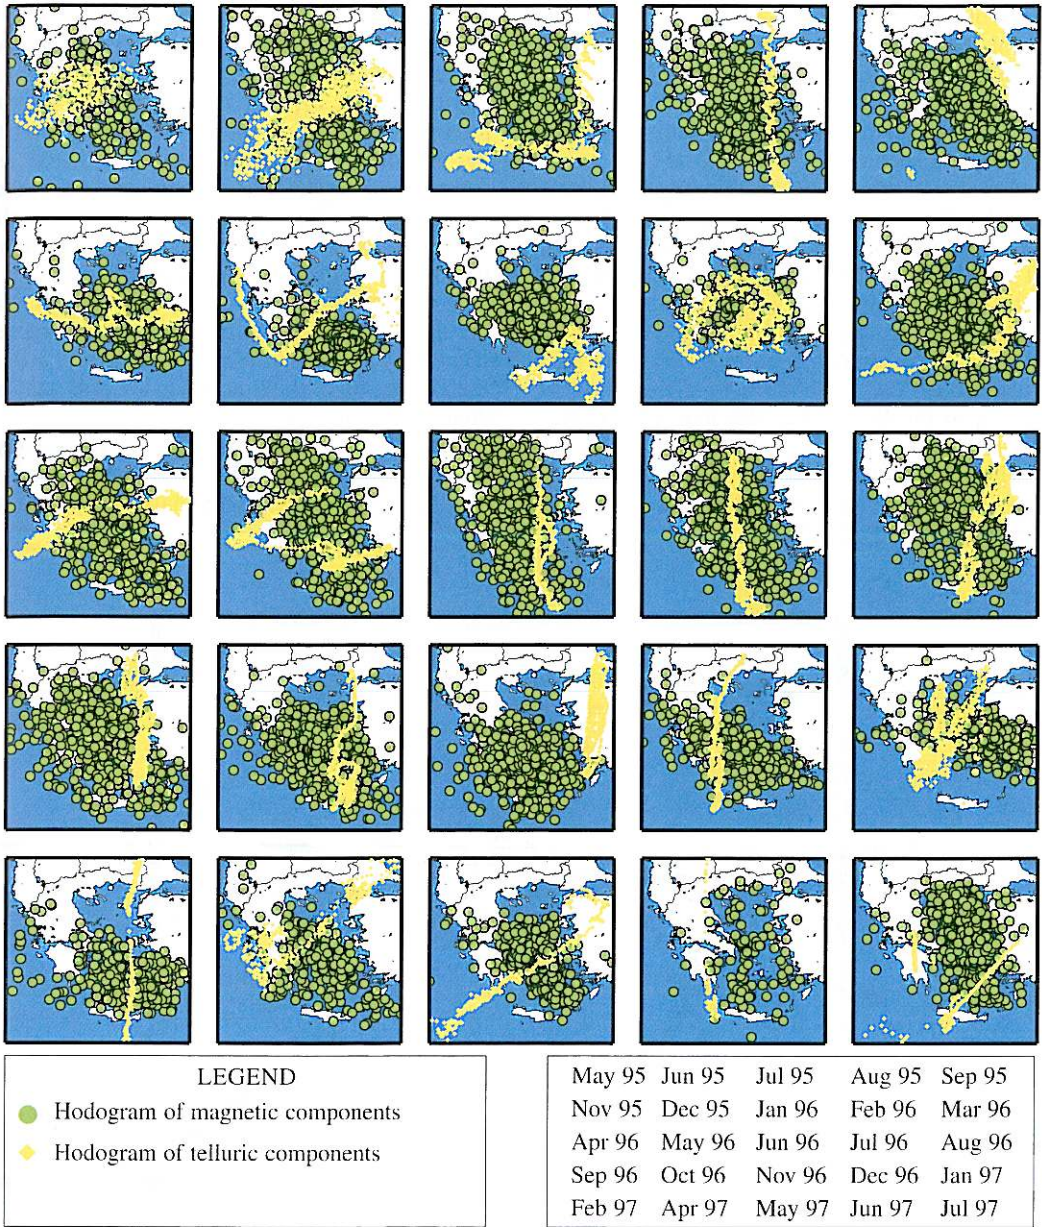 LEGEND
Hodogram of magnetic components
Hodogram of telluric components
May 95 Jun 95 Jul 95 Aug 95 Sep 95
Nov 95 Dec 95 Jan 96 Feb 96 Mar 96
Apr 96 May 96 Jun 96 Jul 96 Aug 96
Sep 96 Oct 96 Nov 96 Dec 96 Jan 97
Feb 97 Apr 97 May 97 Jun 97 Jul 97